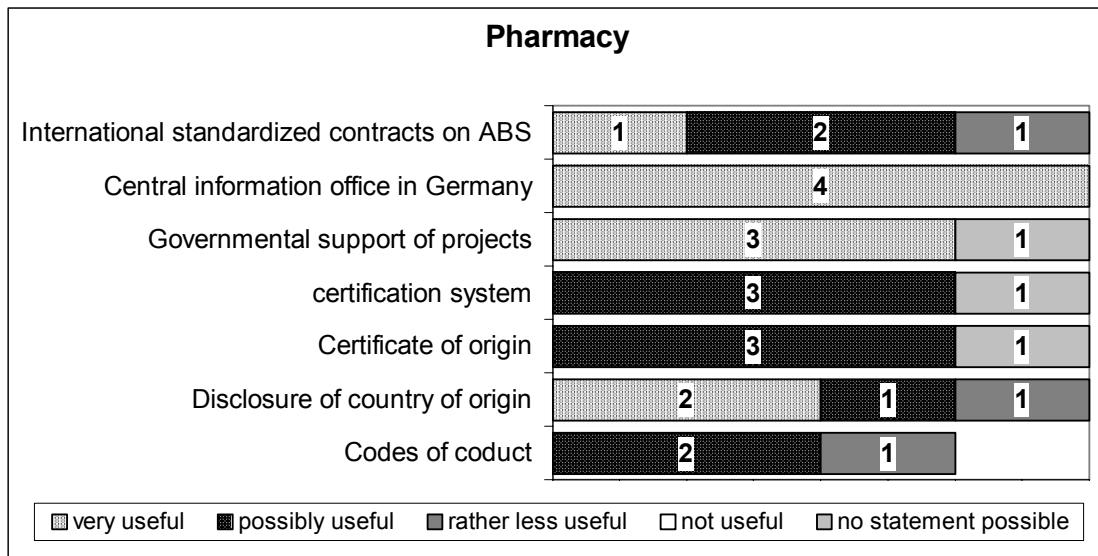 Pharmacy
International standardized contracts on ABS 1 2 1
Central information office in Germany 4
Governmental support of projects 3 1
certification system 3 1
Certificate of origin 3 1
Disclosure of country of origin 2 1 1
Codes of coduct 2 1
very useful possibly useful rather less useful not useful no statement possible